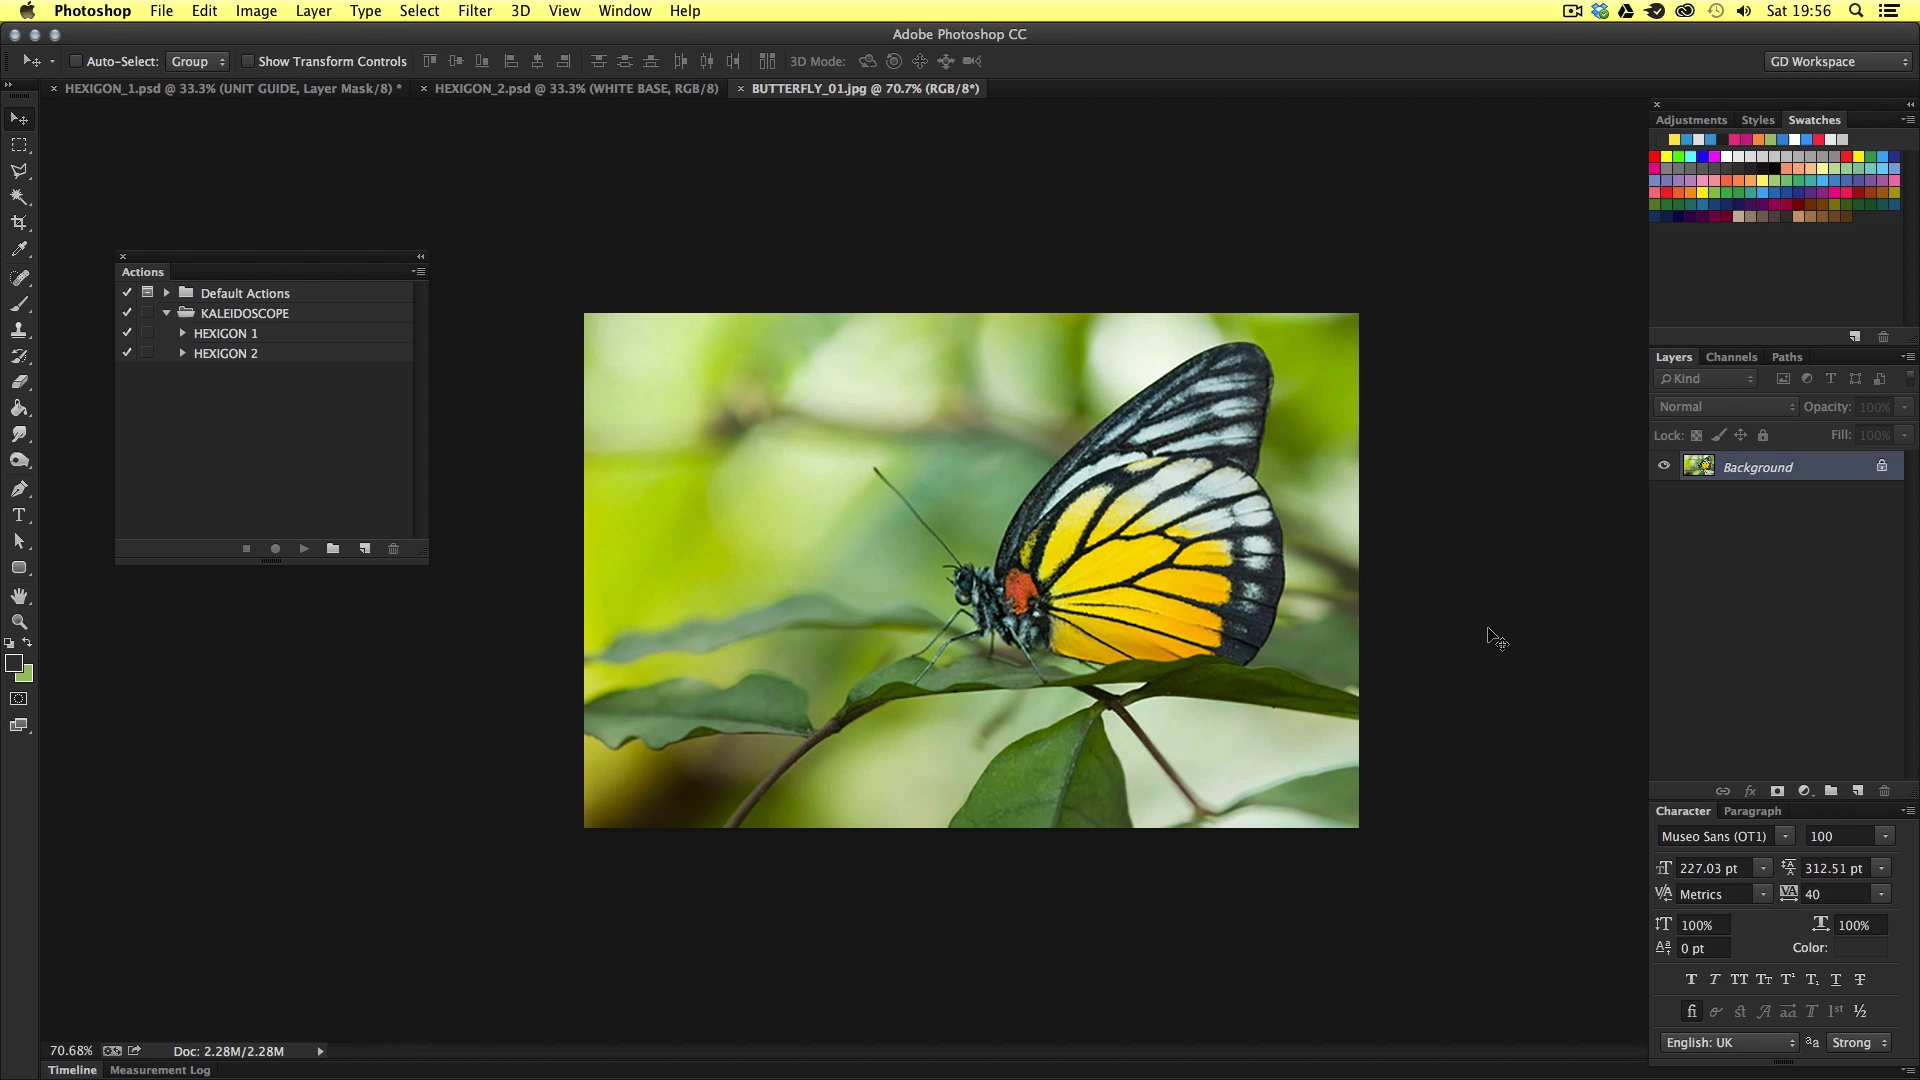 Photoshop File Edit Image Layer Type Select Filter 3D View Window Help Sat 19:56
Adobe Photoshop CC
Auto-Select: Group Show Transform Controls 3D Mode: GD Workspace
HEXIGON_1.psd @ 33.3% (UNIT GUIDE, Layer Mask/8) * HEXIGON_2.psd @ 33.3% (WHITE BASE, RGB/8) BUTTERFLY_01.jpg @ 70.7% (RGB/8*)
Adjustments Styles Swatches
Actions
Default Actions
KALEIDOSCOPE
HEXIGON 1
HEXIGON 2
Layers Channels Paths
Kind
Normal Opacity: 100%
Lock: Fill: 100%
Background
Character Paragraph
Museo Sans (OT1) 100
227.03 pt 312.51 pt
Metrics 40
100% 100%
0 pt Color:
English: UK Strong
70.68% Doc: 2.28M/2.28M
Timeline Measurement Log